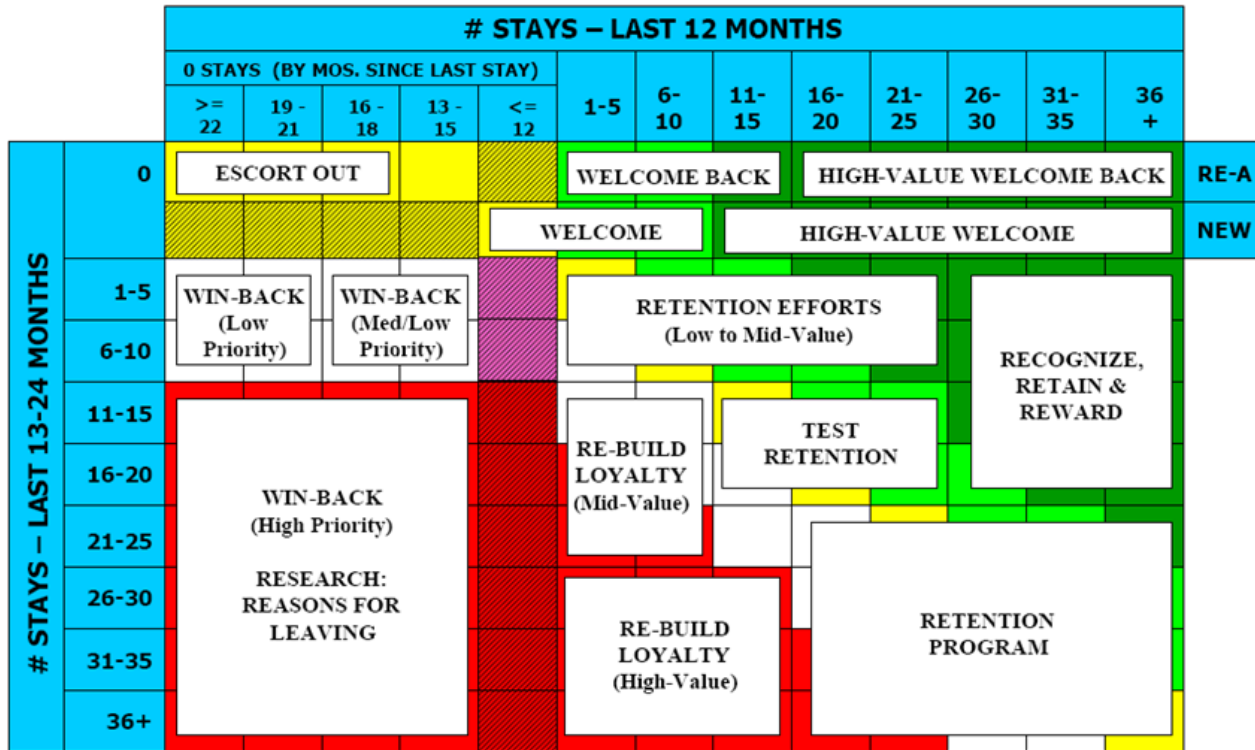 # STAYS – LAST 12 MONTHS
0 STAYS (BY MOS. SINCE LAST STAY)
>=
22
19 -
21
16 -
18
13 -
15
<=
12
1-5
6-
10
11-
15
16-
20
21-
25
26-
30
31-
35
36
+
# STAYS – LAST 13-24 MONTHS
0
ESCORT OUT
WELCOME BACK
HIGH-VALUE WELCOME BACK
RE-A
WELCOME
HIGH-VALUE WELCOME
NEW
1-5
6-10
WIN-BACK
(Low
Priority)
WIN-BACK
(Med/Low
Priority)
RETENTION EFFORTS
(Low to Mid-Value)
RECOGNIZE,
RETAIN &
REWARD
11-15
16-20
21-25
26-30
31-35
36+
WIN-BACK
(High Priority)
RESEARCH:
REASONS FOR
LEAVING
RE-BUILD
LOYALTY
(Mid-Value)
TEST
RETENTION
RE-BUILD
LOYALTY
(High-Value)
RETENTION
PROGRAM